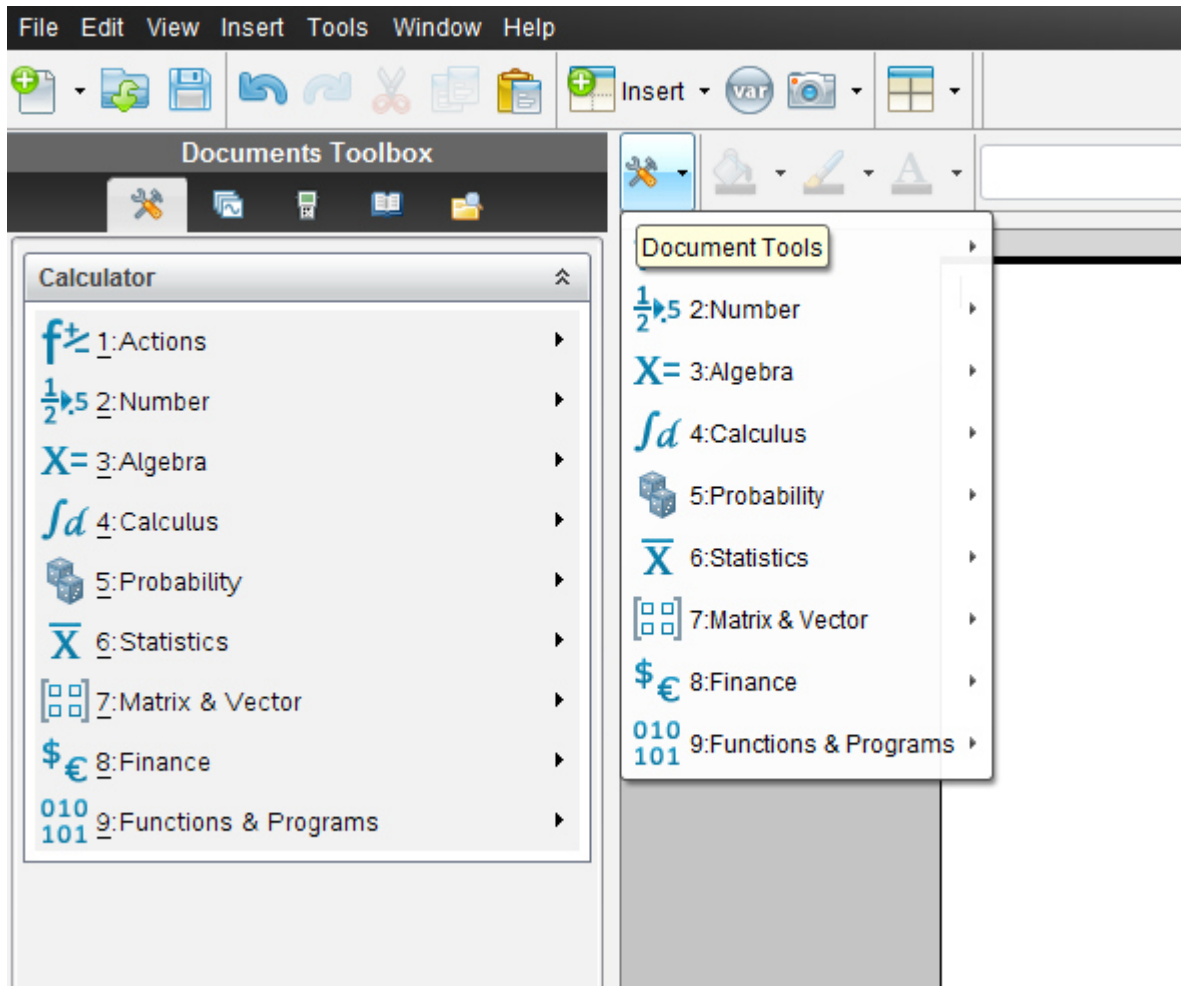 File Edit View Insert Tools Window Help
Insert var
Documents Toolbox
Calculator
1:Actions
2:Number
3:Algebra
4:Calculus
5:Probability
6:Statistics
7:Matrix & Vector
8:Finance
9:Functions & Programs
Document Tools
2:Number
3:Algebra
4:Calculus
5:Probability
6:Statistics
7:Matrix & Vector
8:Finance
9:Functions & Programs